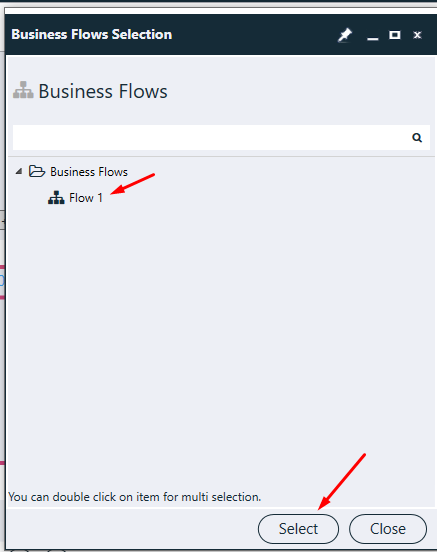 Business Flows Selection
Business Flows
Business Flows
Flow 1
You can double click on item for multi selection.
Select
Close